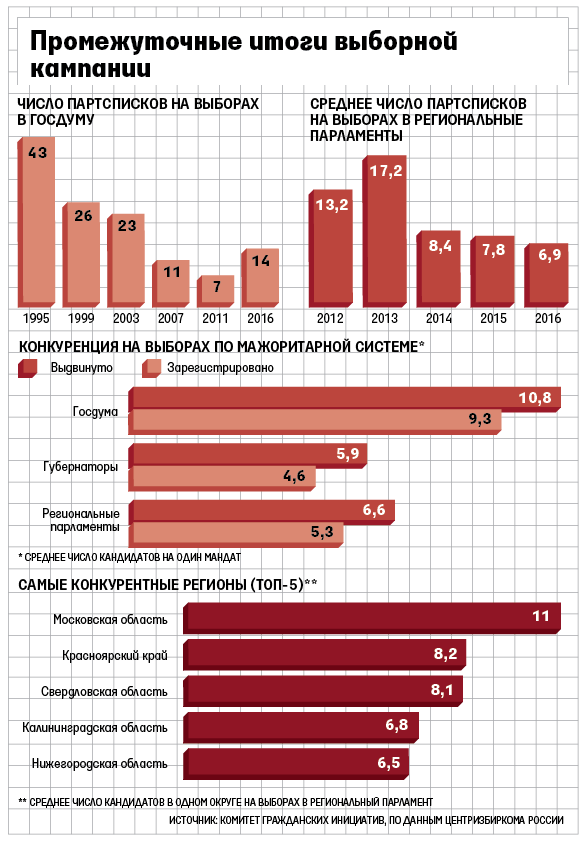 Промежуточные итоги выборной
кампании
ЧИСЛО ПАРТСПИСКОВ НА ВЫБОРАХ
В ГОСДУМУ
43
26
23
11
7
14
1995
1999
2003
2007
2011
2016
СРЕДНЕЕ ЧИСЛО ПАРТСПИСКОВ
НА ВЫБОРАХ В РЕГИОНАЛЬНЫЕ
ПАРЛАМЕНТЫ
13,2
17,2
8,4
7,8
6,9
2012
2013
2014
2015
2016
КОНКУРЕНЦИЯ НА ВЫБОРАХ ПО МАЖОРИТАРНОЙ СИСТЕМЕ*
Выдвинуто
Зарегистрировано
Госдума
10,8
9,3
Губернаторы
5,9
4,6
Региональные
парламенты
6,6
5,3
* СРЕДНЕЕ ЧИСЛО КАНДИДАТОВ НА ОДИН МАНДАТ
САМЫЕ КОНКУРЕНТНЫЕ РЕГИОНЫ (ТОП-5)**
Московская область
11
Красноярский край
8,2
Свердловская область
8,1
Калининградская область
6,8
Нижегородская область
6,5
** СРЕДНЕЕ ЧИСЛО КАНДИДАТОВ В ОДНОМ ОКРУГЕ НА ВЫБОРАХ В РЕГИОНАЛЬНЫЙ ПАРЛАМЕНТ
ИСТОЧНИК: КОМИТЕТ ГРАЖДАНСКИХ ИНИЦИАТИВ, ПО ДАННЫМ ЦЕНТРИЗБИРКОМА РОССИИ